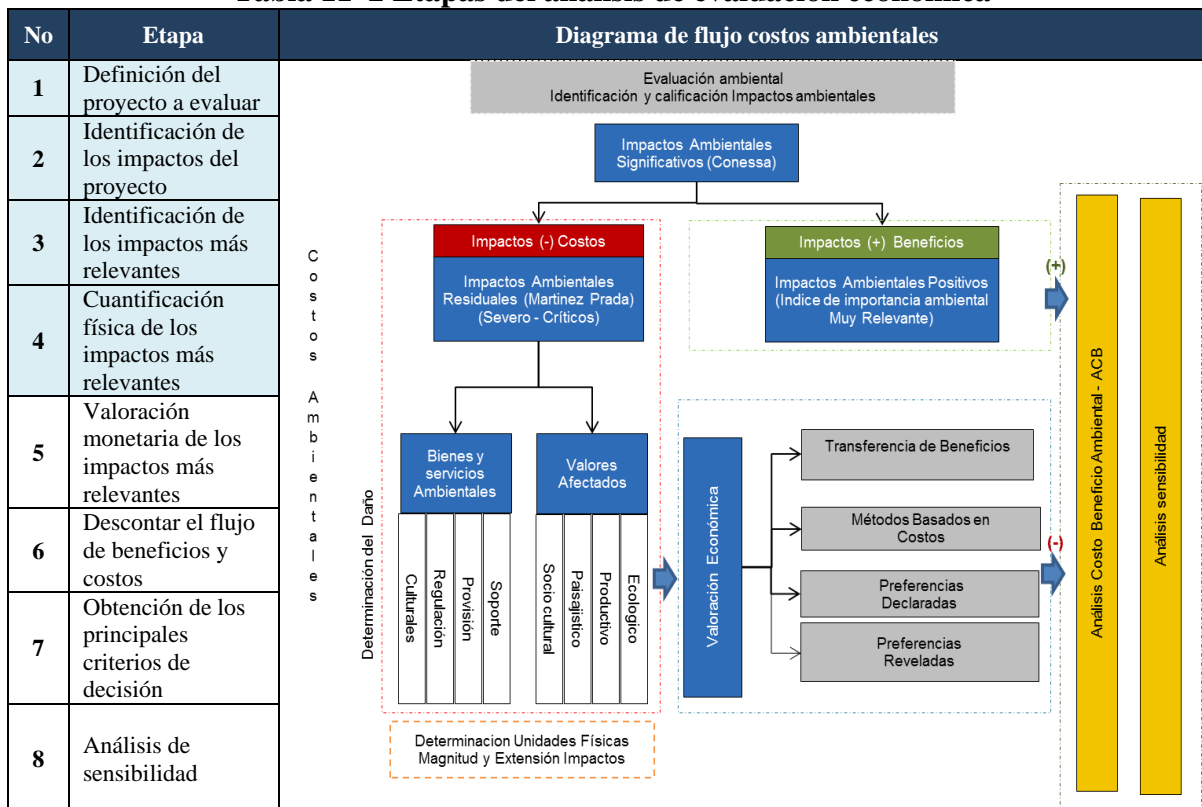 No
Etapa
Diagrama de flujo costos ambientales
1
Definición del
proyecto a evaluar
2
Identificación de
los impactos del
proyecto
3
Identificación de
los impactos más
relevantes
4
Cuantificación
física de los
impactos más
relevantes
5
Valoración
monetaria de los
impactos más
relevantes
6
Descontar el flujo
de beneficios y
costos
7
Obtención de los
principales
criterios de
decisión
8
Análisis de
sensibilidad
Costos Ambientales
Evaluación ambiental
Identificación y calificación Impactos ambientales
Impactos Ambientales
Significativos (Conessa)
Impactos (-) Costos
Impactos Ambientales
Residuales (Martinez Prada)
(Severo - Críticos)
Impactos (+) Beneficios
Impactos Ambientales Positivos
(Indice de importancia ambiental
Muy Relevante)
(+)
Determinación del Daño
Bienes y
servicios
Ambientales
Culturales
Regulación
Provisión
Soporte
Valores
Afectados
Socio cultural
Paisajistico
Productivo
Ecologico
Determinacion Unidades Físicas
Magnitud y Extensión Impactos
Valoración Económica
Transferencia de Beneficios
Métodos Basados en
Costos
Preferencias
Declaradas
Preferencias
Reveladas
(-)
Análisis Costo Beneficio Ambiental - ACB
Análisis sensibilidad